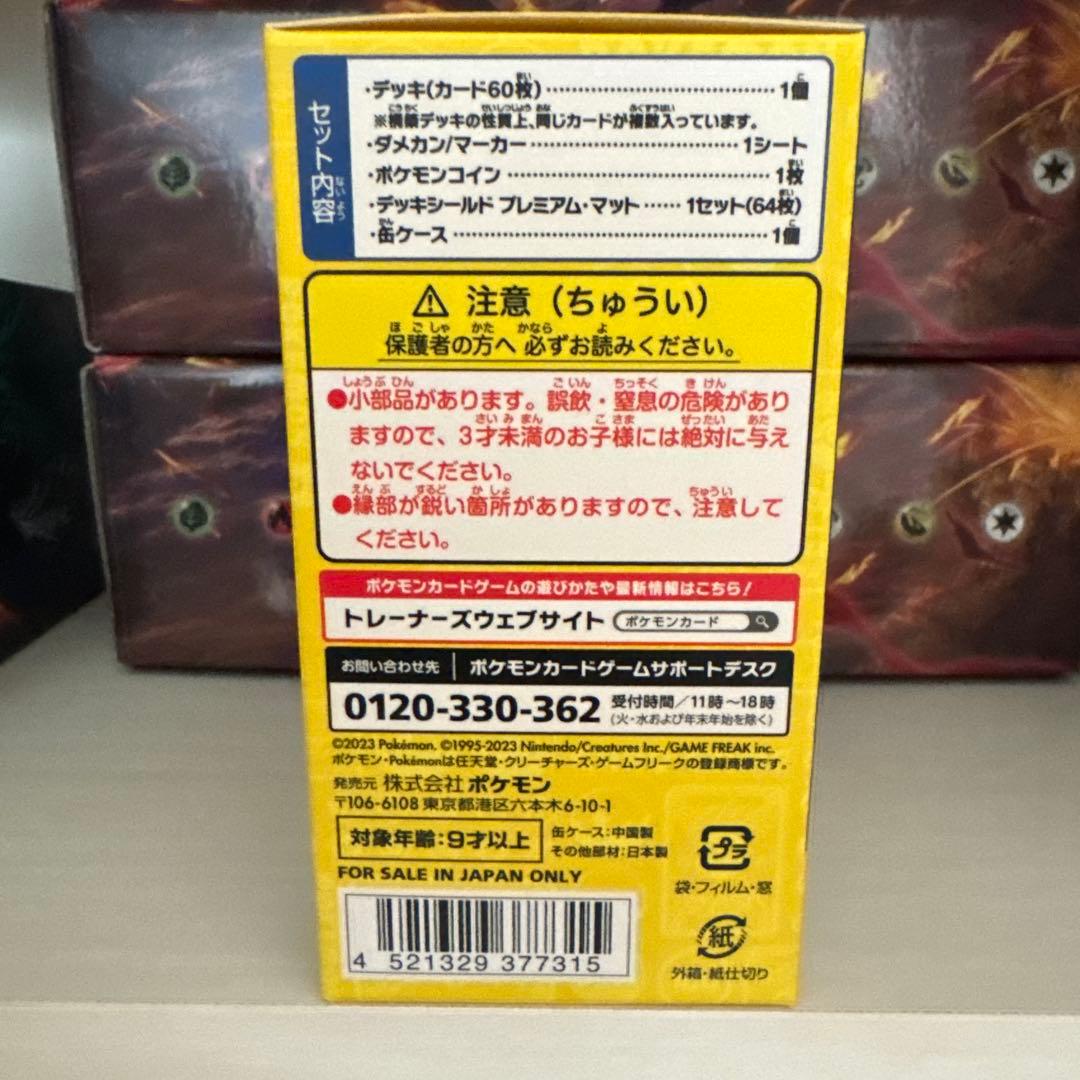 セット内容
・デッキ(カード60枚)…………………………1個
※構築デッキの性質上、同じカードが複数入っています。
・ダメカン/マーカー…………………………1シート
・ポケモンコイン……………………………1枚
・デッキシールド プレミアム・マット……1セット(64枚)
・缶ケース……………………………………1個
⚠ 注意（ちゅうい）
保護者の方へ 必ずお読みください。
●小部品があります。誤飲・窒息の危険があり
ますので、3才未満のお子様には絶対に与え
ないでください。
●縁部が鋭い箇所がありますので、注意して
ください。
ポケモンカードゲームの遊びかたや最新情報はこちら！
トレーナーズウェブサイト ポケモンカード
お問い合わせ先 ポケモンカードゲームサポートデスク
0120-330-362 受付時間／11時〜18時
(火・水および年末年始を除く)
©2023 Pokémon. ©1995-2023 Nintendo/Creatures Inc./GAME FREAK inc.
ポケモン・Pokémonは任天堂・クリーチャーズ・ゲームフリークの登録商標です。
発売元 株式会社ポケモン
〒106-6108 東京都港区六本木6-10-1
対象年齢：9才以上
缶ケース：中国製
その他部材：日本製
FOR SALE IN JAPAN ONLY
4 521329 377315
プラ
袋・フィルム・窓
紙
外箱・紙仕切り